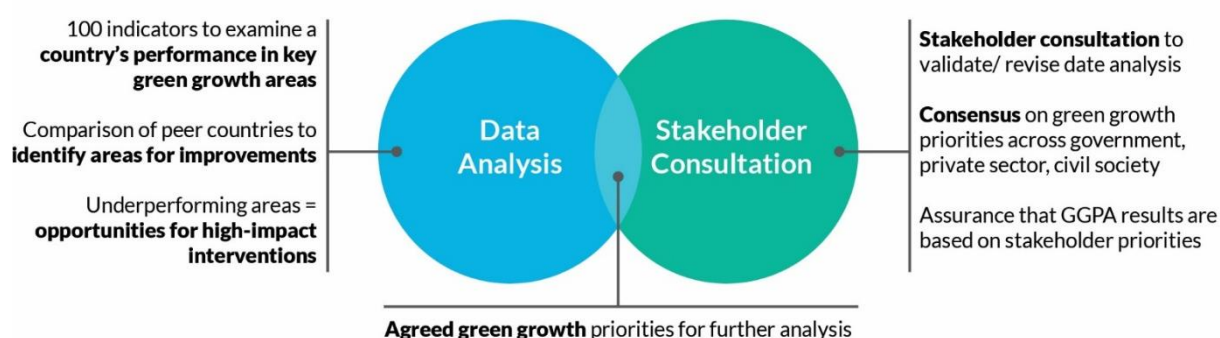 100 indicators to examine a
country's performance in key
green growth areas
Comparison of peer countries to
identify areas for improvements
Underperforming areas =
opportunities for high-impact
interventions
Data
Analysis
Stakeholder
Consultation
Stakeholder consultation to
validate/ revise date analysis
Consensus on green growth
priorities across government,
private sector, civil society
Assurance that GGPA results are
based on stakeholder priorities
Agreed green growth priorities for further analysis